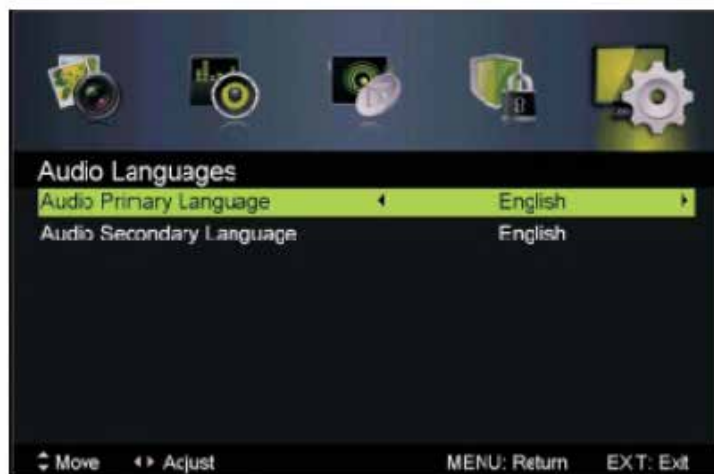 Audio Languages
Audio Primary Language English
Audio Secondary Language English
Move Adjust MENU: Return EXT: Exit